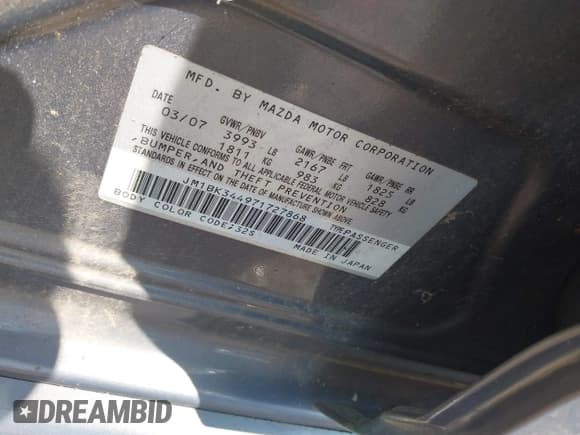 MFD. BY MAZDA MOTOR CORPORATION
DATE GVWR/PNBV GAWR/PNBE FRT GAWR/PNBE RR
03/07 3993 LB 2167 LB 1825 LB
1811 KG 983 KG 828 KG
THIS VEHICLE CONFORMS TO ALL APPLICABLE FEDERAL MOTOR VEHICLE SAFETY
,BUMPER,AND THEFT PREVENTION
STANDARDS IN EFFECT ON THE DATE OF MANUFACTURE SHOWN ABOVE.
JM1BK344971727868 TYPE:PASSENGER
BODY COLOR CODE;32S MADE IN JAPAN
DREAMBID